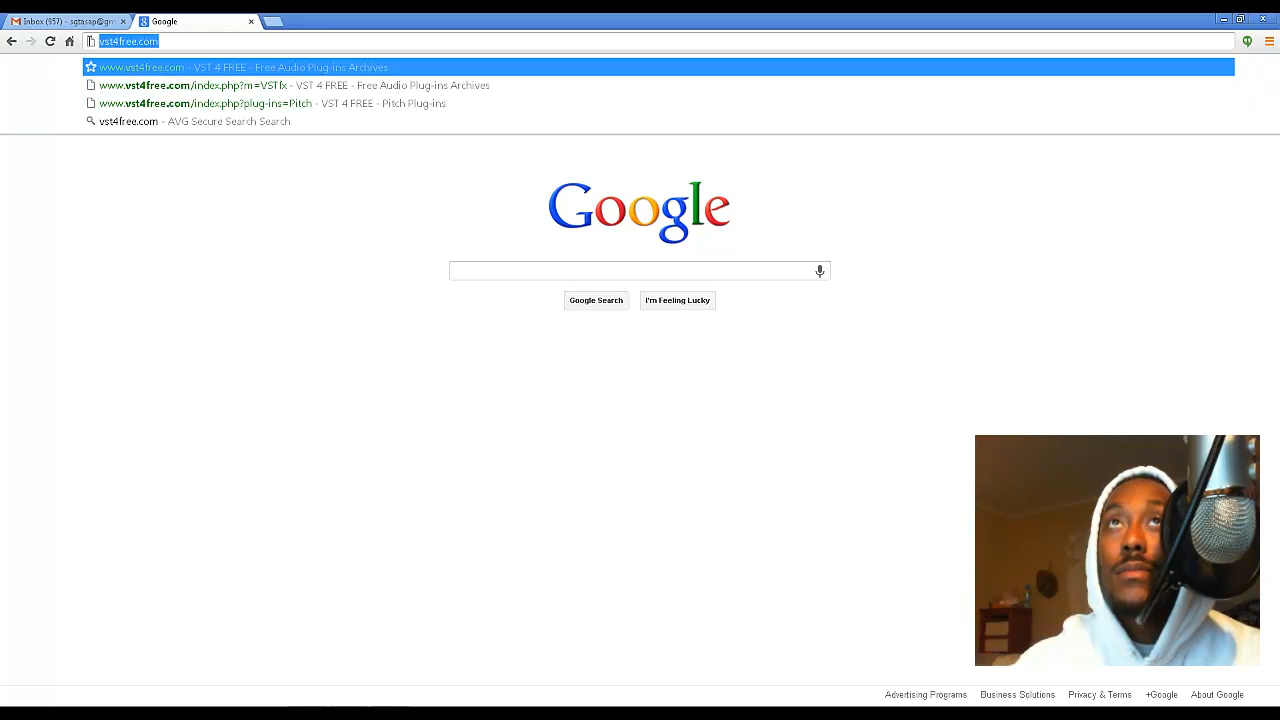 Inbox (957) - sgtasap@gm
Google
vst4free.com
www.vst4free.com - VST 4 FREE - Free Audio Plug-ins Archives
www.vst4free.com/index.php?m=VSTfx - VST 4 FREE - Free Audio Plug-ins Archives
www.vst4free.com/index.php?plug-ins=Pitch - VST 4 FREE - Pitch Plug-ins
vst4free.com - AVG Secure Search Search
Google
Google Search
I'm Feeling Lucky
Advertising Programs
Business Solutions
Privacy & Terms
+Google
About Google